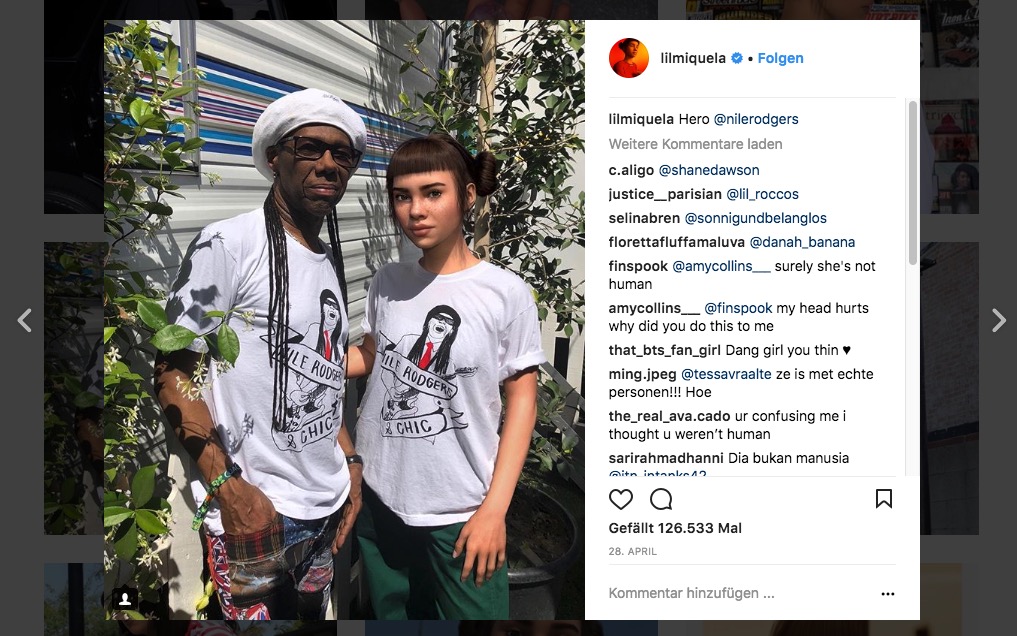 lilmiquela • Folgen
lilmiquela Hero @nilerodgers
Weitere Kommentare laden
c.aligo @shanedawson
justice__parisian @lil_roccos
selinabren @sonnigundbelanglos
florettafluffamaluva @danah_banana
finspook @amycollins___ surely she's not
human
amycollins___ @finspook my head hurts
why did you do this to me
that_bts_fan_girl Dang girl you thin ♥
ming.jpeg @tessavraalte ze is met echte
personen!!! Hoe
the_real_ava.cado ur confusing me i
thought u weren't human
sarirahmadhanni Dia bukan manusia
Gefällt 126.533 Mal
28. APRIL
Kommentar hinzufügen ...
ILE RODGERS
& CHIC
NILE RODGERS
& CHIC